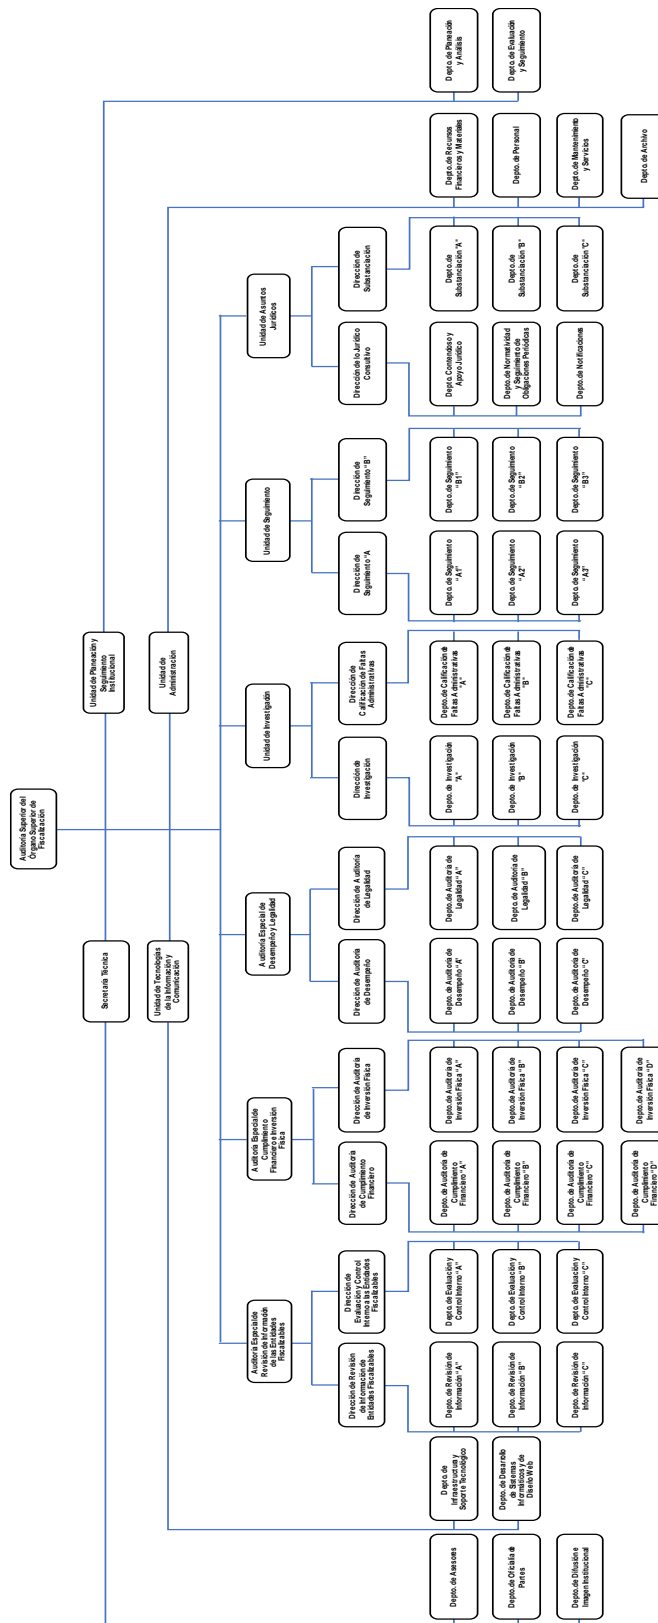 Auditoría Superior del
Órgano Superior de
Fiscalización
Secretaría Técnica
Unidad de Planeación y
Seguimiento
Institucional
Unidad de Tecnologías
de la Información y
Comunicación
Unidad de
Administración
Auditoría Especial de
Revisión de Información
de las Entidades
Fiscalizables
Auditoría Especial de
Cumplimiento
Financiero e Inversión
Física
Auditoría Especial de
Desempeño y Legalidad
Unidad de Investigación
Unidad de Seguimiento
Unidad de Asuntos
Jurídicos
Dirección de Revisión
de Información de
Entidades Fiscalizables
Dirección de
Evaluación y Control
Interno a las Entidades
Fiscalizables
Dirección de Auditoría
de Cumplimiento
Financiero
Dirección de Auditoría
de Inversión Física
Dirección de Auditoría
de Desempeño
Dirección de Auditoría
de Legalidad
Dirección de
Investigación
Dirección de
Calificación de Faltas
Administrativas
Dirección de
Seguimiento "A
Dirección de
Seguimiento "B"
Dirección de lo Jurídico
Consultivo
Dirección de
Substanciación
Depto. de Asesores
Depto. de
Infraestructura y
Soporte Tecnológico
Depto. de Revisión de
Información "A"
Depto. de Evaluación y
Control Interno "A"
Depto. de Auditoría de
Cumplimiento
Financiero "A"
Depto. de Auditoría de
Inversión Física "A"
Depto. de Auditoría de
Desempeño "A"
Depto. de Auditoría de
Legalidad "A"
Depto. de Investigación
"A"
Depto. de Calificación de
Faltas Administrativas
"A"
Depto. de Seguimiento
"A1"
Depto. de Seguimiento
"B1"
Depto. Contencioso y
Apoyo Jurídico
Depto. de
Substanciación "A"
Depto. de Recursos
Financieros y Materiales
Depto. de Planeación
y Análisis
Depto. de Oficialía de
Partes
Depto. de Desarrollo
de Sistemas
Informáticos y de
Diseño Web
Depto. de Revisión de
Información "B"
Depto. de Evaluación y
Control Interno "B"
Depto. de Auditoría de
Cumplimiento
Financiero "B"
Depto. de Auditoría de
Inversión Física "B"
Depto. de Auditoría de
Desempeño "B"
Depto. de Auditoría de
Legalidad "B"
Depto. de Investigación
"B"
Depto. de Calificación de
Faltas Administrativas
"B"
Depto. de Seguimiento
"A2"
Depto. de Seguimiento
"B2"
Depto. de Normatividad
y Seguimiento de
Obligaciones Periódicas
Depto. de
Substanciación "B"
Depto. de Personal
Depto. de Evaluación
y Seguimiento
Depto. de Difusión e
Imagen Institucional
Depto. de Revisión de
Información "C"
Depto. de Evaluación y
Control Interno "C"
Depto. de Auditoría de
Cumplimiento
Financiero "C"
Depto. de Auditoría de
Inversión Física "C"
Depto. de Auditoría de
Desempeño "C"
Depto. de Auditoría de
Legalidad "C"
Depto. de Investigación
"C"
Depto. de Calificación de
Faltas Administrativas
"C"
Depto. de Seguimiento
"A3"
Depto. de Seguimiento
"B3"
Depto. de Notificaciones
Depto. de
Substanciación "C"
Depto. de Mantenimiento
y Servicios
Depto. de Auditoría de
Cumplimiento
Financiero "D"
Depto. de Auditoría de
Inversión Física "D"
Depto. de Archivo